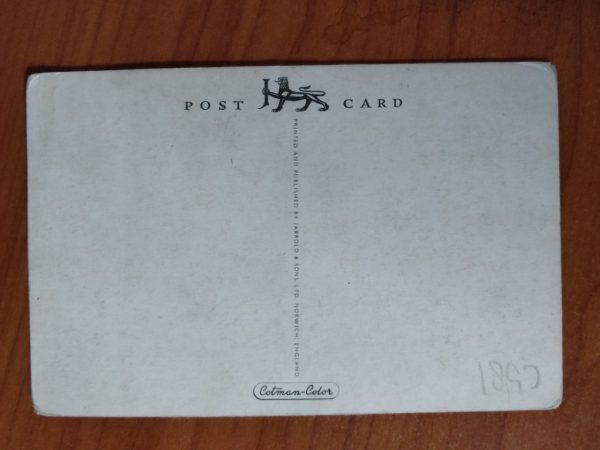 POST CARD
PRINTED AND PUBLISHED BY JARROLD & SONS, LTD. NORWICH, ENGLAND
Cotman-Color